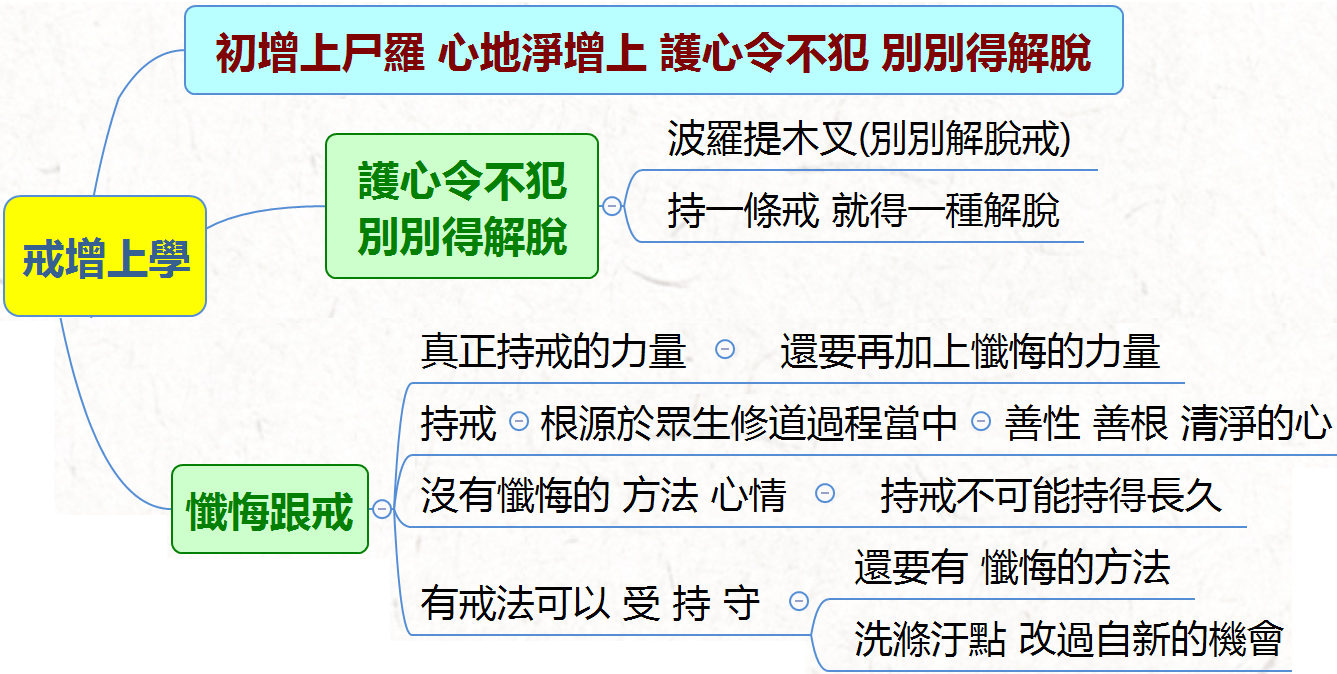 初增上尸羅 心地淨增上 護心令不犯 別別得解脫
戒增上學
護心令不犯
別別得解脫
波羅提木叉(別別解脫戒)
持一條戒 就得一種解脫
懺悔跟戒
真正持戒的力量 還要再加上懺悔的力量
持戒 根源於眾生修道過程當中 善性 善根 清淨的心
沒有懺悔的 方法 心情 持戒不可能持得長久
有戒法可以 受 持 守
還要有 懺悔的方法
洗滌汙點 改過自新的機會